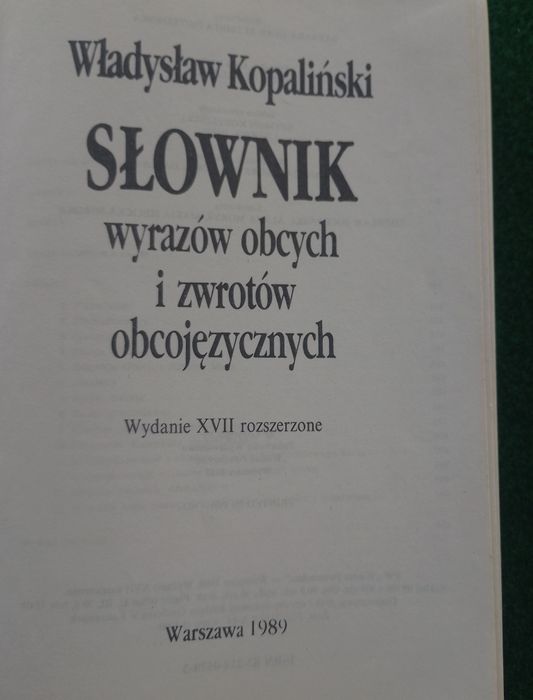 Władysław Kopaliński
SŁOWNIK
wyrazów obcych
i zwrotów
obcojęzycznych
Wydanie XVII rozszerzone
Warszawa 1989